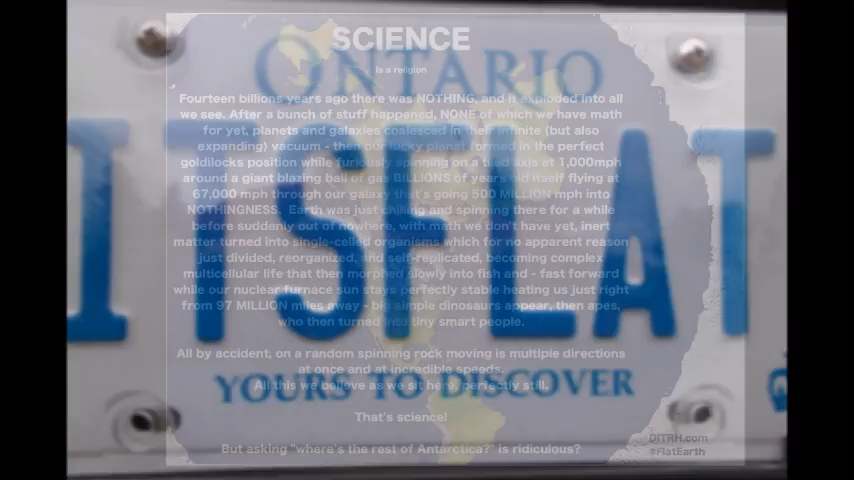 SCIENCE
is a religion
ONTARIO
Fourteen billions years ago there was NOTHING, and it exploded into all
we see. After a bunch of stuff happened, NONE of which we have math
for yet, planets and galaxies coalesced in the infinite (but also
expanding) vacuum - the our very planet formed in the perfect
goldilocks position while spinning on a axis at 1,000mph
around a giant blazing ball of gas BILLIONS of years old itself flying at
67,000 mph through our galaxy that's going 500 MILLION mph into
NOTHINGNESS. Earth was just chilling and spinning there for a while
before suddenly out of nowhere, with math we don't have yet, inert
matter turned into single-celled organisms which for no apparent reason
just divided, reorganized, and self-replicated, becoming complex
multicellular life that then morphed slowly into fish and - fast forward
while our nuclear furnace sun stays perfectly stable heating us just right
from 97 MILLION miles away - big simple dinosaurs appear, then apes,
who then turned into tiny smart people.
ITSFLAT
All by accident, on a random spinning rock moving is multiple directions
at once and at incredible speeds.
All this we believe as we sit here, perfectly still.
YOURS TO DISCOVER
That's science!
But asking "where's the rest of Antarctica?" is ridiculous?
DITRH.com
#FlatEarth